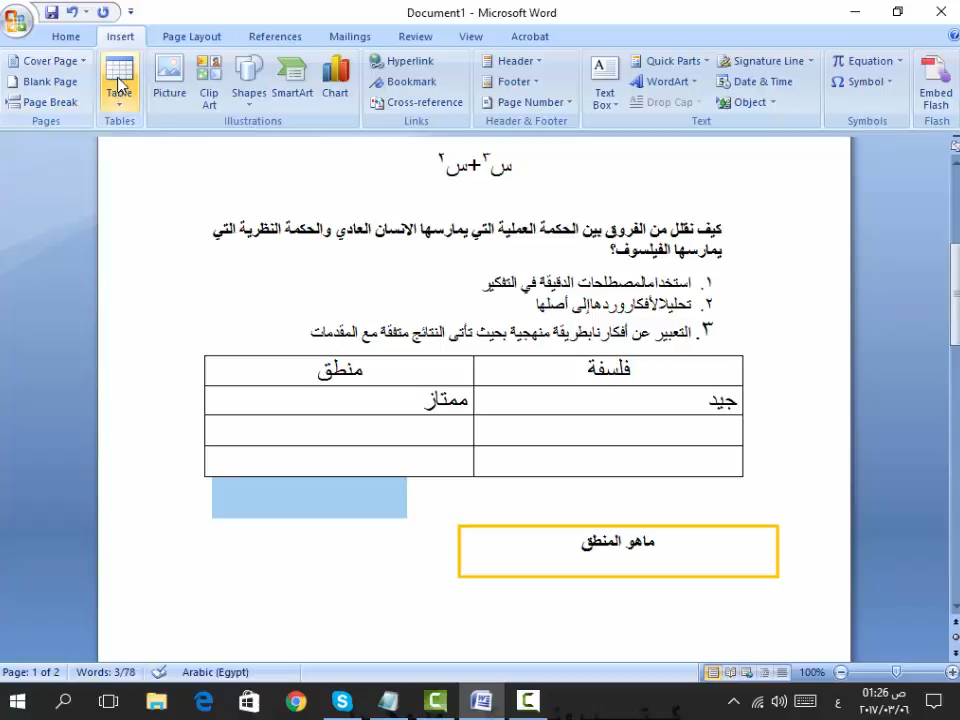 Document1 - Microsoft Word
Home Insert Page Layout References Mailings Review View Acrobat
Cover Page
Blank Page
Page Break
Pages
Table
Tables
Picture
Clip Art
Shapes
SmartArt
Chart
Illustrations
Hyperlink
Bookmark
Cross-reference
Links
Header
Footer
Page Number
Header & Footer
Text Box
Quick Parts
WordArt
Drop Cap
Signature Line
Date & Time
Object
Text
Equation
Symbol
Symbols
Embed Flash
Flash
س٣+س٢
كيف نقلل من الفروق بين الحكمة العملية التي يمارسها الانسان العادي والحكمة النظرية التي
يمارسها الفيلسوف؟
١. استخدامالمصطلحات الدقيقة في التفكير
٢. تحليلالأفكاروردهاإلى أصلها
٣. التعبير عن أفكارنابطريقة منهجية بحيث تأتى النتائج متفقة مع المقدمات
فلسفة منطق
جيد ممتاز
ماهو المنطق
Page: 1 of 2 Words: 3/78 Arabic (Egypt) 100%
ع
01:26 ص
٢٠١٧/٠٣/٠٦